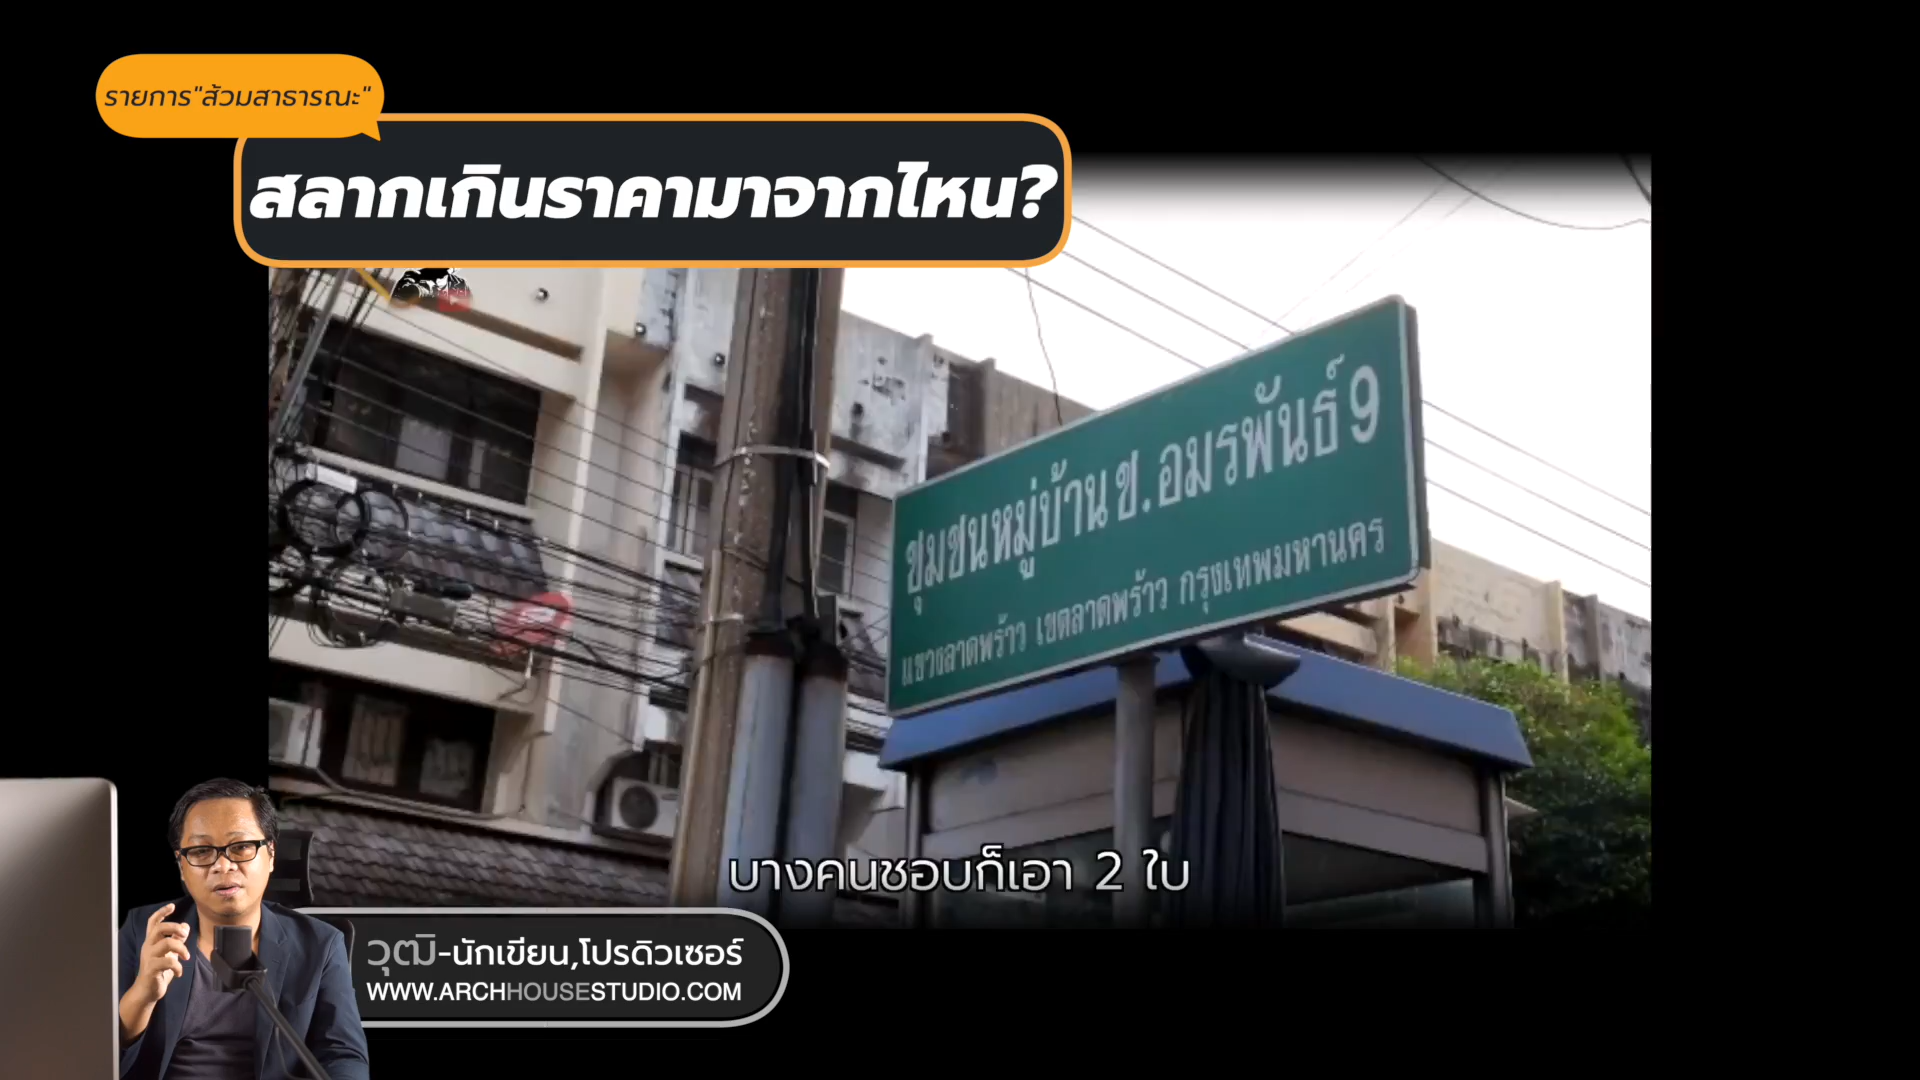 รายการ"ส้วมสาธารณะ"
สลากเกินราคามาจากไหน?
ชุมชนหมู่บ้าน ซ.อมรพันธ์ 9
แขวงลาดพร้าว เขตลาดพร้าว กรุงเทพมหานคร
บางคนชอบก็เอา 2 ใบ
วุฒิ-นักเขียน,โปรดิวเซอร์
WWW.ARCHHOUSESTUDIO.COM